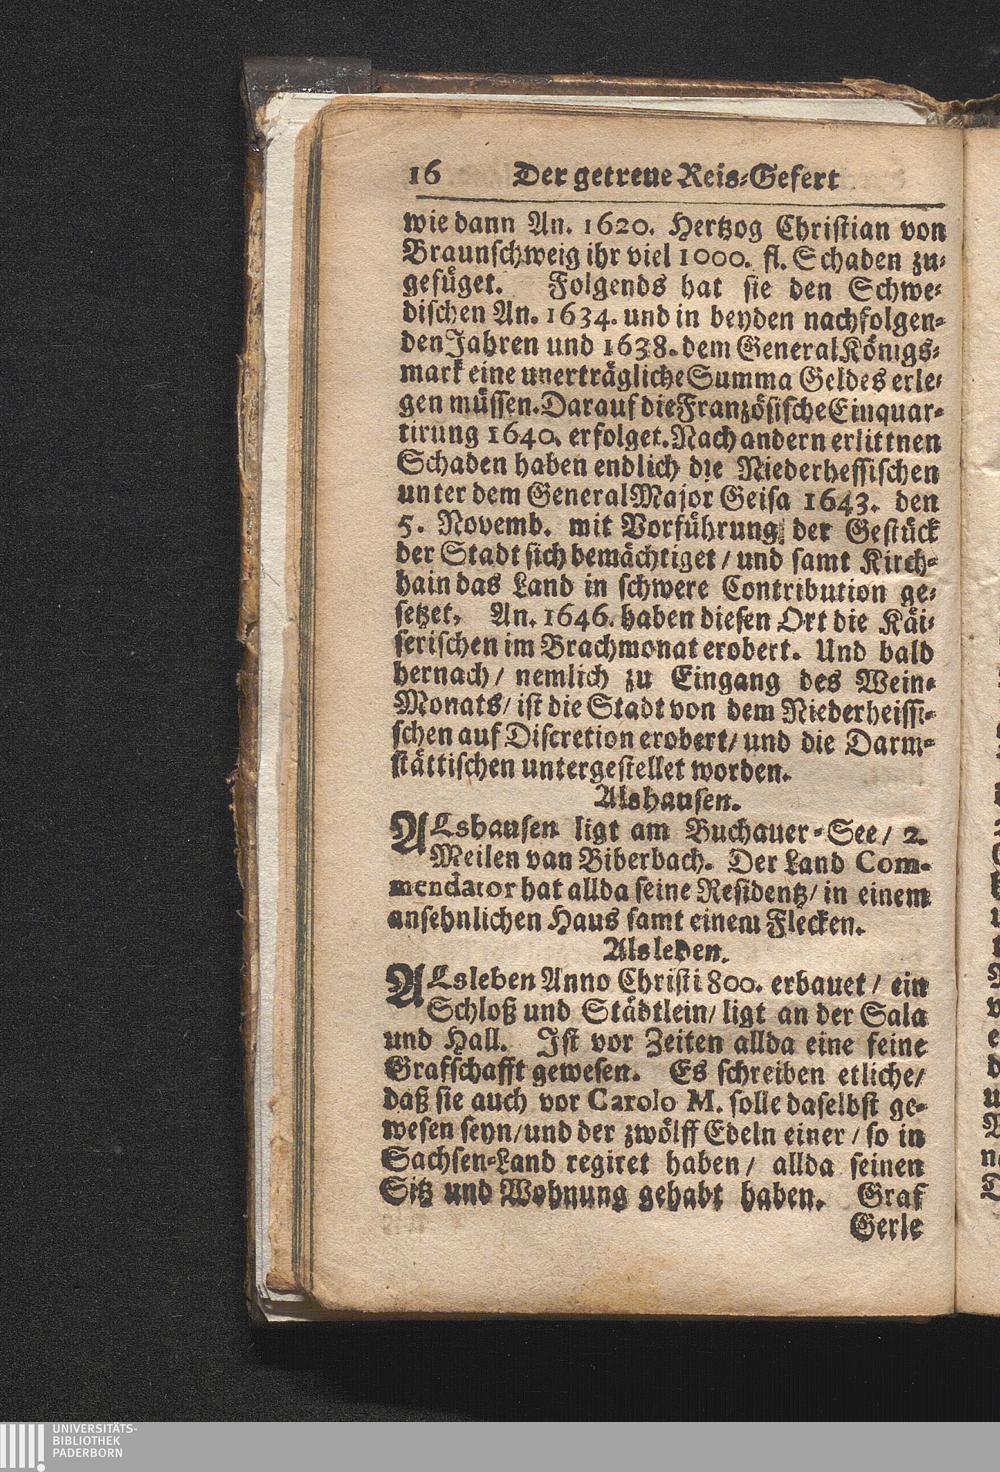 16 Der getreue Reis-Gefert
wie dann An. 1620. Hertzog Christian von
Braunschweig ihr viel 1000. fl. Schaden zu-
gefüget. Folgends hat sie den Schwe-
dischen An. 1634. und in beyden nachfolgen-
den Jahren und 1638. dem General Königs-
mark eine unerträgliche Summa Geldes erle-
gen müssen. Darauf die Französische Einquar-
tirung 1640. erfolget. Nach andern erlittnen
Schaden haben endlich die Niederhessischen
unter dem General Major Geisa 1643. den
5. Novemb. mit Vorführung der Gestück
der Stadt sich bemächtiget / und samt Kirch-
hain das Land in schwere Contribution ge-
setzet. An. 1646. haben diesen Ort die Käi-
serischen im Brachmonat erobert. Und bald
hernach / nemlich zu Eingang des Wein-
Monats / ist die Stadt von dem Niederheissi-
schen auf Discretion erobert / und die Darm-
stättischen untergestellet worden.
Alshausen.
ALshausen ligt am Buchauer-See / 2.
Meilen van Biberbach. Der Land Com-
mendator hat allda seine Residentz / in einem
ansehnlichen Haus samt einem Flecken.
Alsleben.
ALsleben Anno Christi 800. erbauet / ein
Schloß und Städtlein / ligt an der Sala
und Hall. Ist vor Zeiten allda eine feine
Grafschafft gewesen. Es schreiben etliche /
daß sie auch vor Carolo M. solle daselbst ge-
wesen seyn / und der zwölff Edeln einer / so in
Sachsen-Land regiret haben / allda seinen
Sitz und Wohnung gehabt haben. Graf
Gerle
UNIVERSITÄTS-
BIBLIOTHEK
PADERBORN